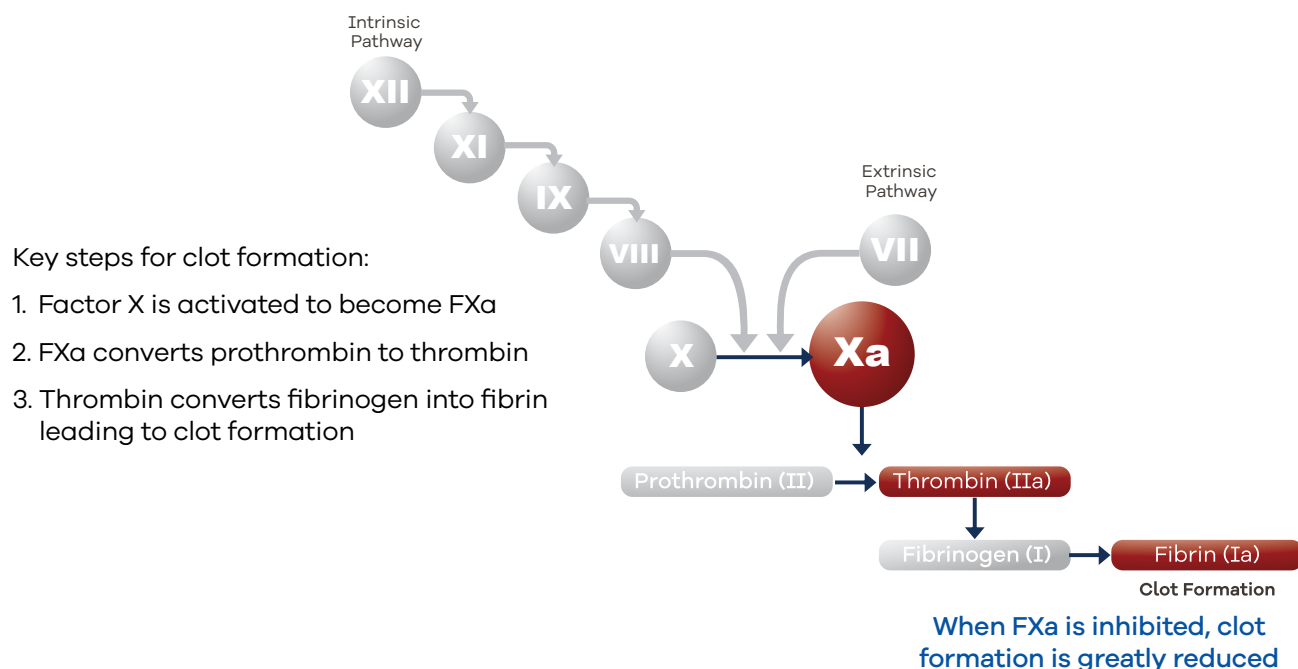 Intrinsic
Pathway
XII
XI
IX
VIII
Extrinsic
Pathway
VII
Key steps for clot formation:
1. Factor X is activated to become FXa
2. FXa converts prothrombin to thrombin
3. Thrombin converts fibrinogen into fibrin
leading to clot formation
X
Xa
Prothrombin (II)
Thrombin (IIa)
Fibrinogen (I)
Fibrin (Ia)
Clot Formation
When FXa is inhibited, clot
formation is greatly reduced